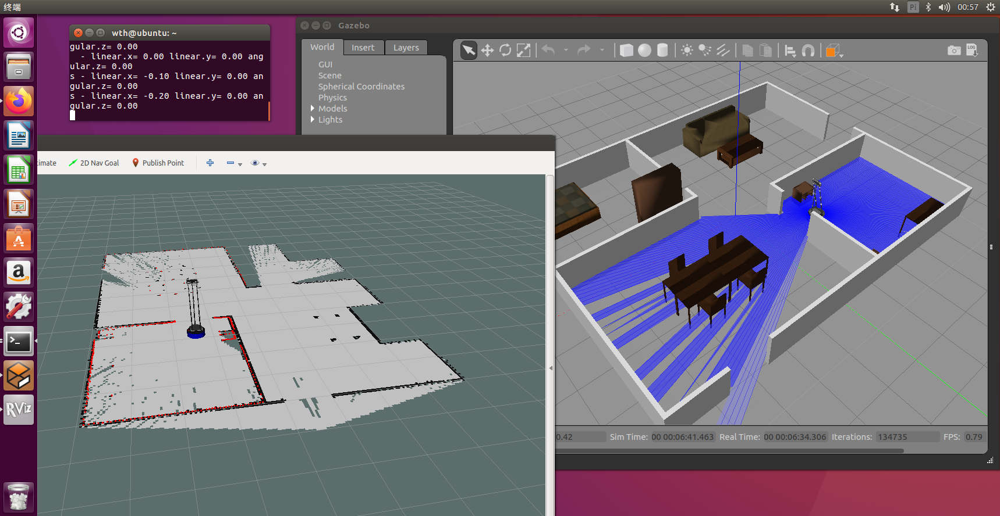 终端
Pi
00:57
wth@ubuntu: ~
gular.z= 0.00
- linear.x= 0.00 linear.y= 0.00 ang
ular.z= 0.00
s - linear.x= -0.10 linear.y= 0.00 an
gular.z= 0.00
s - linear.x= -0.20 linear.y= 0.00 an
gular.z= 0.00
Gazebo
World Insert Layers
GUI
Scene
Spherical Coordinates
Physics
Models
Lights
LOG
timate 2D Nav Goal Publish Point
0.42 Sim Time: 00 00:06:41.463 Real Time: 00 00:06:34.306 Iterations: 134735 FPS: 0.79
A
a
>_
RViz